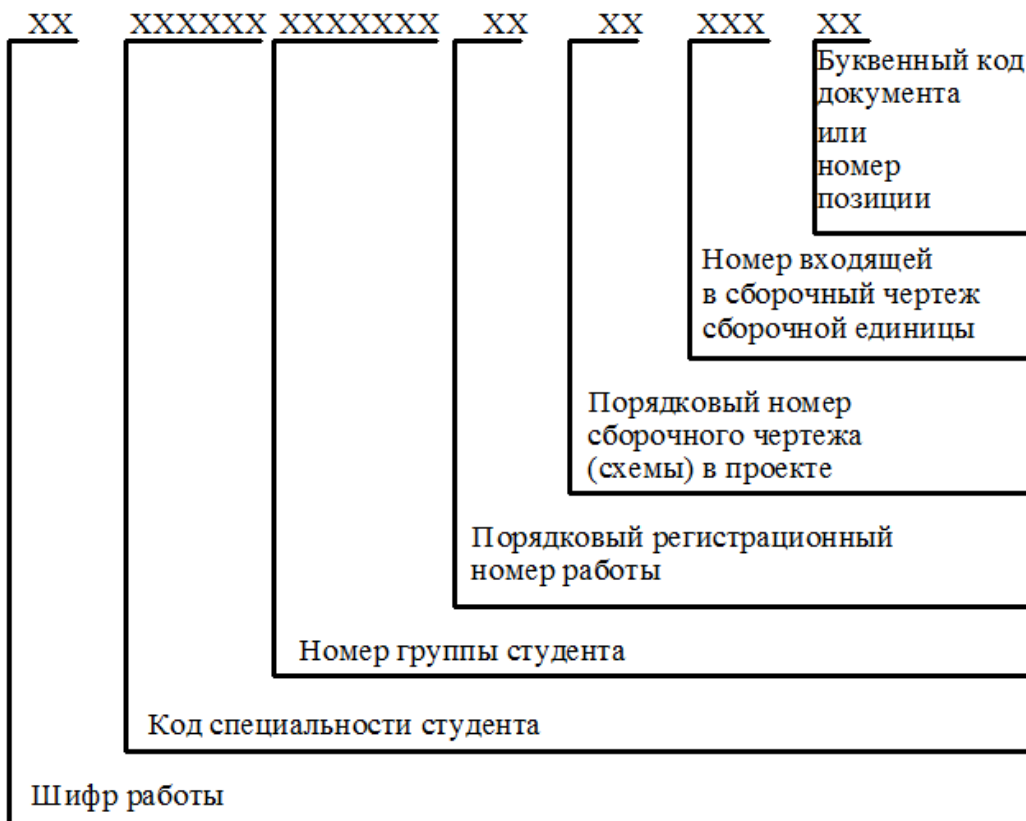 XX XXXXXX XXXXXXX XX XX XXX XX
Буквенный код
документа
или
номер
позиции
Номер входящей
в сборочный чертеж
сборочной единицы
Порядковый номер
сборочного чертежа
(схемы) в проекте
Порядковый регистрационный
номер работы
Номер группы студента
Код специальности студента
Шифр работы